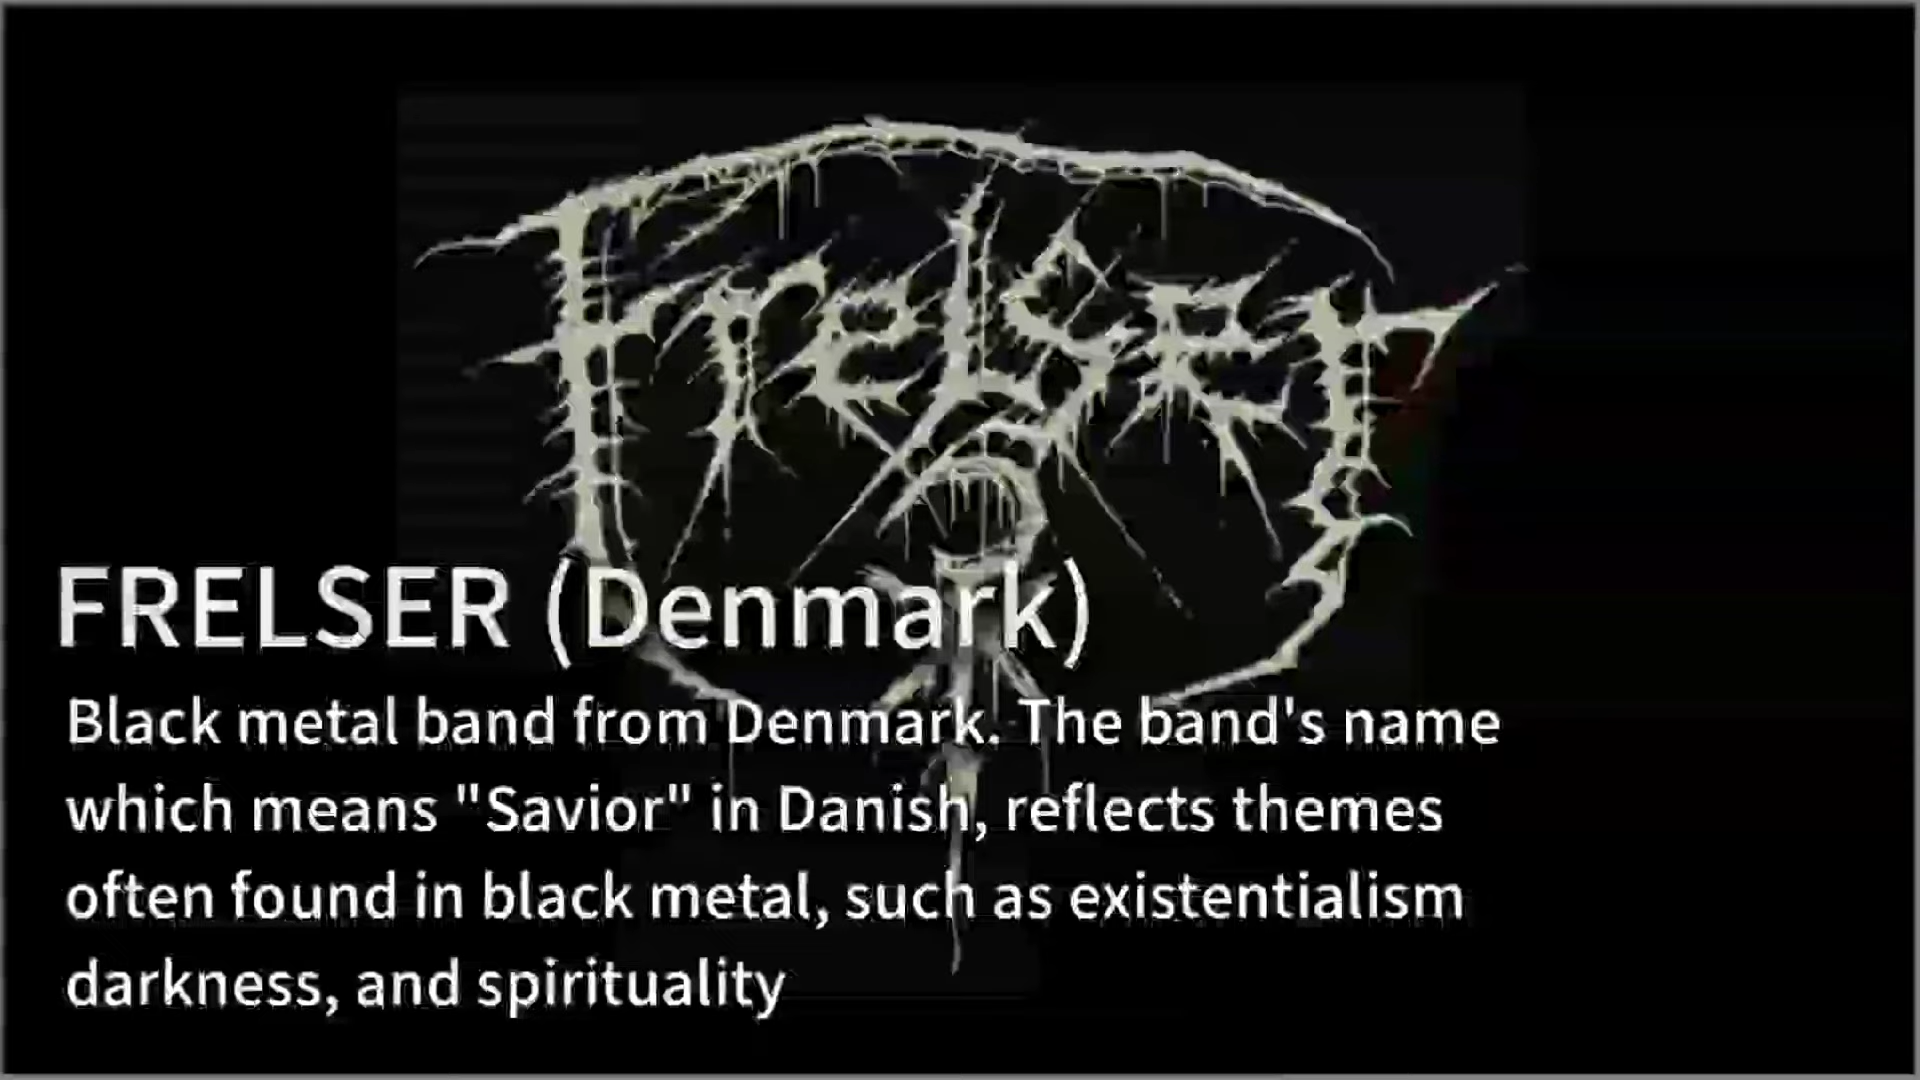 Frelser
FRELSER (Denmark)
Black metal band from Denmark. The band's name
which means "Savior" in Danish, reflects themes
often found in black metal, such as existentialism
darkness, and spirituality